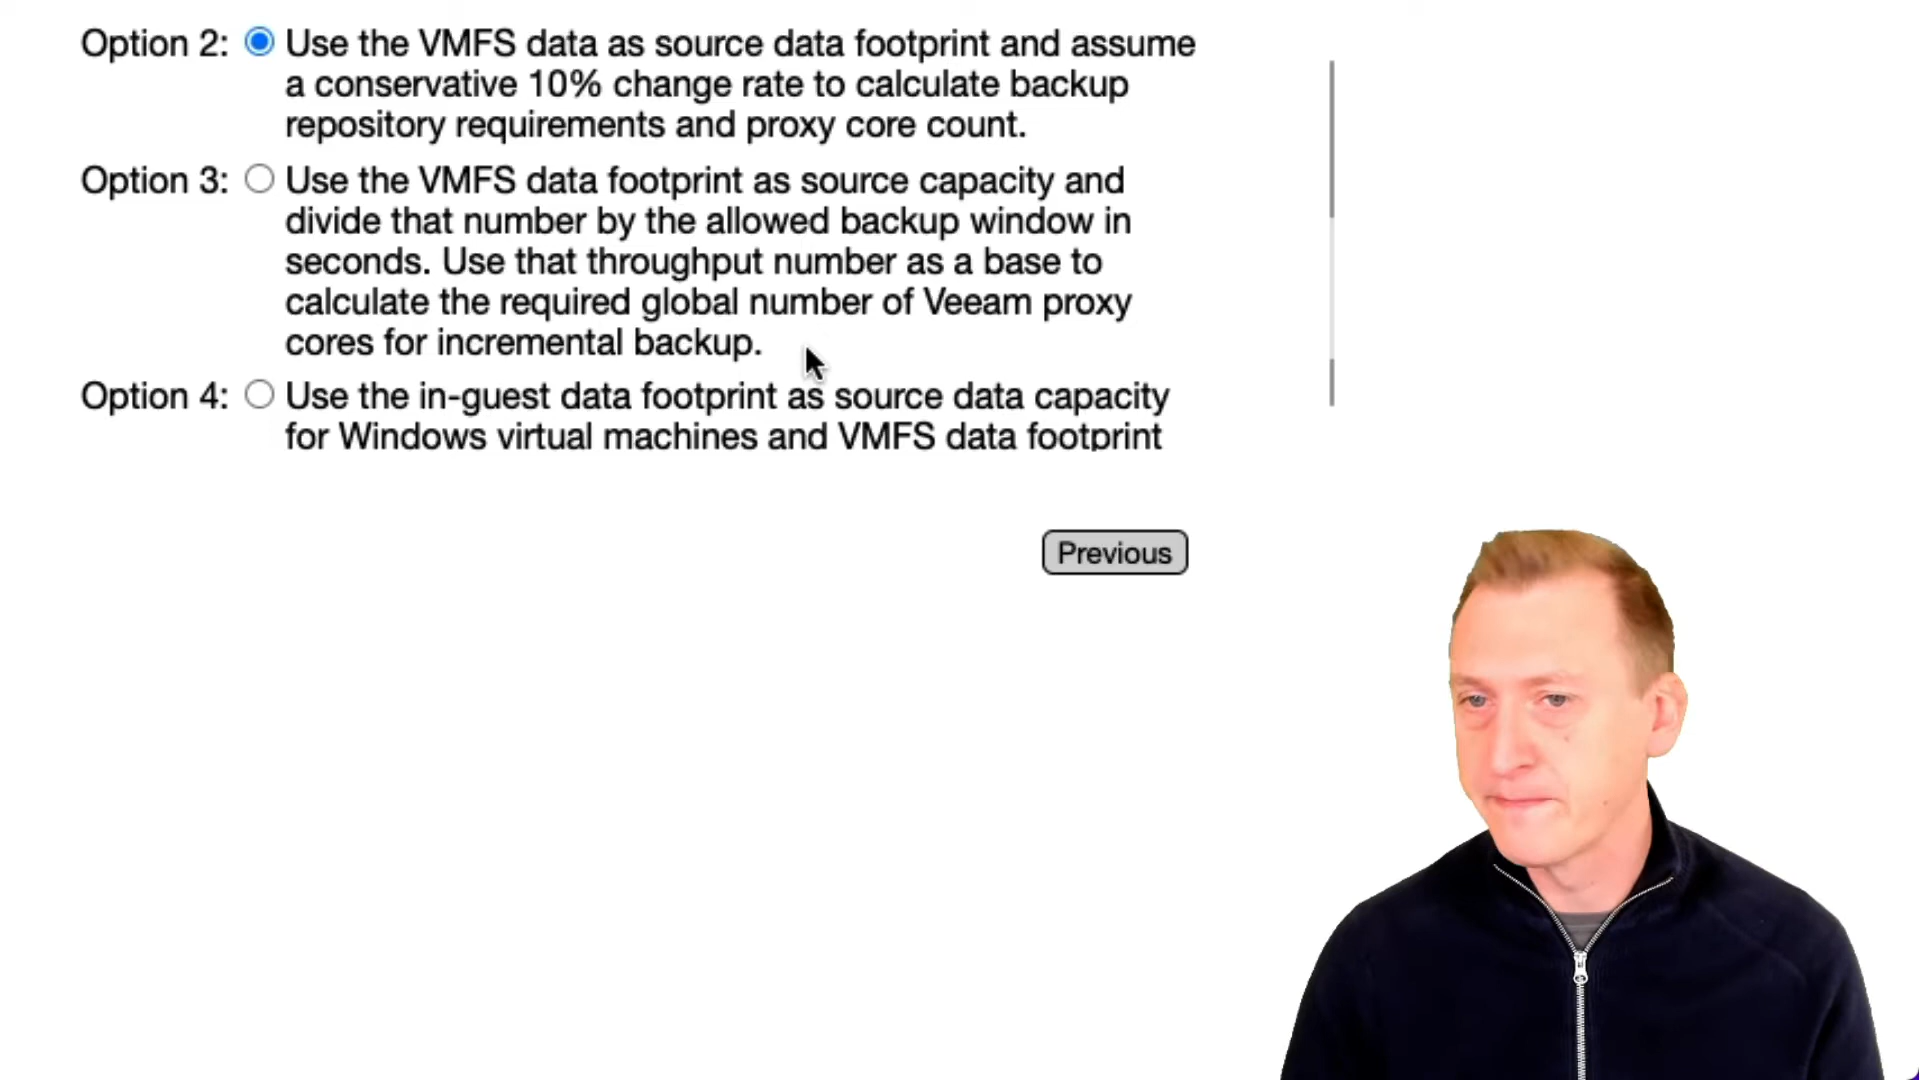 Option 2: Use the VMFS data as source data footprint and assume
a conservative 10% change rate to calculate backup
repository requirements and proxy core count.
Option 3: Use the VMFS data footprint as source capacity and
divide that number by the allowed backup window in
seconds. Use that throughput number as a base to
calculate the required global number of Veeam proxy
cores for incremental backup.
Option 4: Use the in-guest data footprint as source data capacity
for Windows virtual machines and VMFS data footprint
Previous